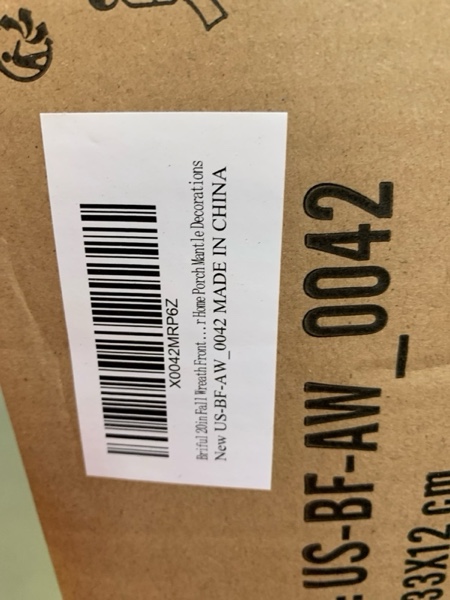 X0042MRP6Z
Briful 20in Fall Wreath Front...r Home Porch Mantle Decorations
New US-BF-AW_0042 MADE IN CHINA
: US-BF-AW_0042
33X12 cm